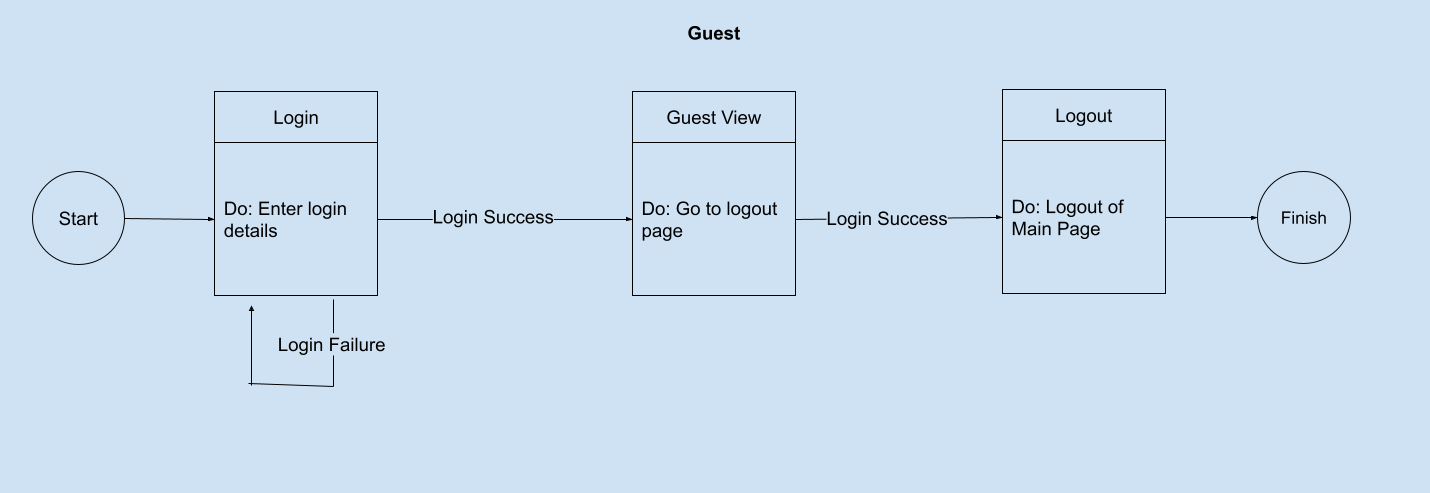 Guest
Login
Guest View
Logout
Start
Do: Enter login
details
Login Success
Do: Go to logout
page
Login Success
Do: Logout of
Main Page
Finish
Login Failure